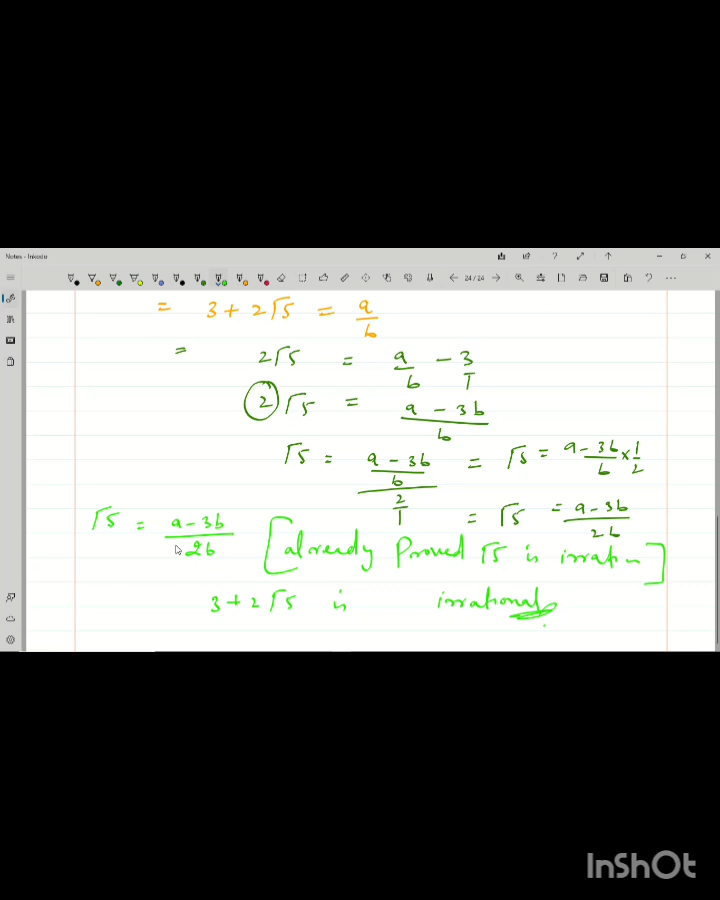 Notes - Inkodo
24/24
= 3 + 2√5 = a/b
= 2√5 = a/b - 3/1
2 √5 = a - 3b/b
√5 = a - 3b/b/2/1 = √5 = a - 3b/b × 1/2
= √5 = a - 3b/2b
√5 = a - 3b/2b [already Proved √5 is irration]
3 + 2√5 is irrational
InShOt